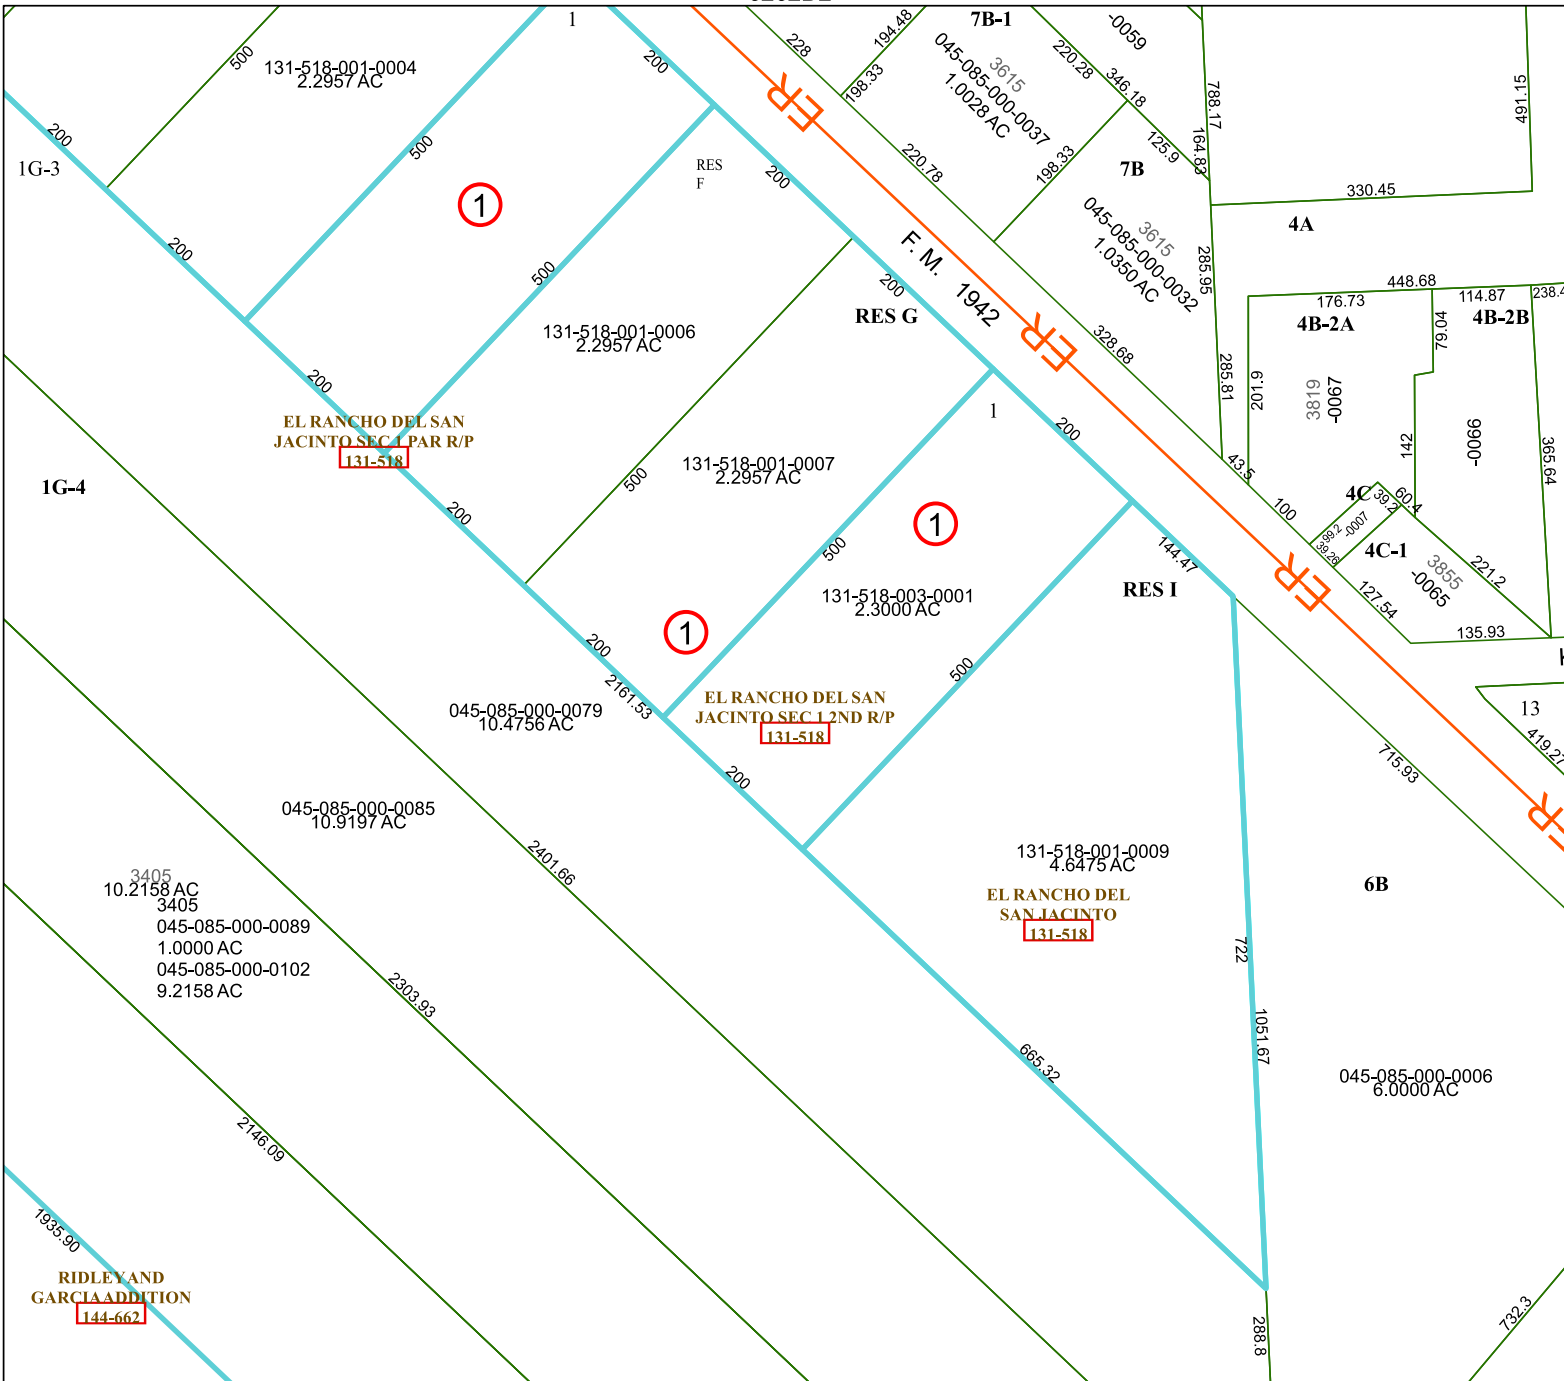 1
7B-1
-0059
228
194.48
198.33
3615
045-085-000-0037
1.0028 AC
220.28
346.18
788.17
491.15
500
131-518-001-0004
2.2957 AC
200
ER
200
1G-3
500
RES
F
200
220.78
198.33
125.9
164.83
7B
330.45
4A
1
3615
045-085-000-0032
1.0350 AC
285.95
200
500
F. M. 1942
200
RES G
448.68
176.73
114.87
238.4
4B-2A
4B-2B
79.04
131-518-001-0006
2.2957 AC
ER
328.68
285.81
201.9
3819
-0067
200
EL RANCHO DEL SAN
JACINTO SEC 1 PAR R/P
131-518
1
200
142
-0066
365.64
43.5
1G-4
131-518-001-0007
2.2957 AC
500
200
1
100
4C
39.2
60.4
99.2
-0007
39.26
4C-1
3855
-0065
221.2
500
144.47
ER
RES I
131-518-003-0001
2.3000 AC
127.54
135.93
1
200
500
2161.53
EL RANCHO DEL SAN
JACINTO SEC 1 2ND R/P
131-518
045-085-000-0079
10.4756 AC
13
419.27
715.93
200
045-085-000-0085
10.9197 AC
ER
2401.66
131-518-001-0009
4.6475 AC
3405
10.2158 AC
3405
045-085-000-0089
1.0000 AC
045-085-000-0102
9.2158 AC
EL RANCHO DEL
SAN JACINTO
131-518
6B
722
2303.93
1051.67
665.32
045-085-000-0006
6.0000 AC
2146.09
1935.90
RIDLEY AND
GARCIA ADDITION
144-662
288.8
732.3